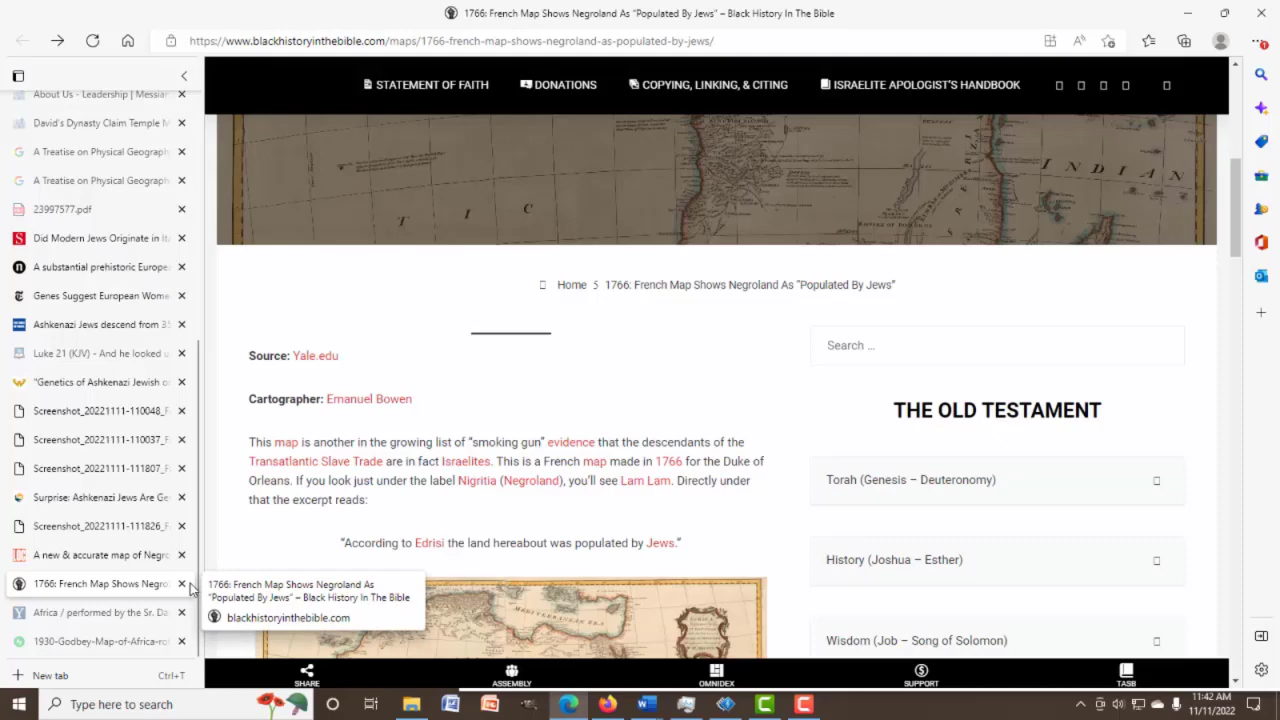 1766: French Map Shows Negroland As "Populated By Jews" – Black History In The Bible
https://www.blackhistoryinthebible.com/maps/1766-french-map-shows-negroland-as-populated-by-jews/
About Us - Leadership | Messian
David's Dynasty Claim Temple M
A Treatise on Physical Geograph
A Treatise on Physical Geograph
23997577.pdf
Did Modern Jews Originate in Ita
A substantial prehistoric Europe
Genes Suggest European Wome
Ashkenazi Jews descend from 35
Luke 21 (KJV) - And he looked u
"Genetics of Ashkenazi Jewish o
Screenshot_20221111-110048_F
Screenshot_20221111-110037_F
Screenshot_20221111-111807_F
Surprise: Ashkenazi Jews Are Ge
Screenshot_20221111-111826_F
A new & accurate map of Negro
1766: French Map Shows Negro
Africa / performed by the Sr. Da
1930-Godbey-Map-of-Africa-rot
New tab Ctrl+T
1766: French Map Shows Negroland As
"Populated By Jews" – Black History In The Bible
blackhistoryinthebible.com
STATEMENT OF FAITH DONATIONS COPYING, LINKING, & CITING ISRAELITE APOLOGIST'S HANDBOOK
T I C
INDIAN
Home 5 1766: French Map Shows Negroland As "Populated By Jews"
Source: Yale.edu
Cartographer: Emanuel Bowen
This map is another in the growing list of "smoking gun" evidence that the descendants of the
Transatlantic Slave Trade are in fact Israelites. This is a French map made in 1766 for the Duke of
Orleans. If you look just under the label Nigritia (Negroland), you'll see Lam Lam. Directly under
that the excerpt reads:
"According to Edrisi the land hereabout was populated by Jews."
MEDITERRANEAN SEA
Search ...
THE OLD TESTAMENT
Torah (Genesis – Deuteronomy)
History (Joshua – Esther)
Wisdom (Job – Song of Solomon)
SHARE ASSEMBLY OMNIDEX SUPPORT TASB
Type here to search
11:42 AM
11/11/2022